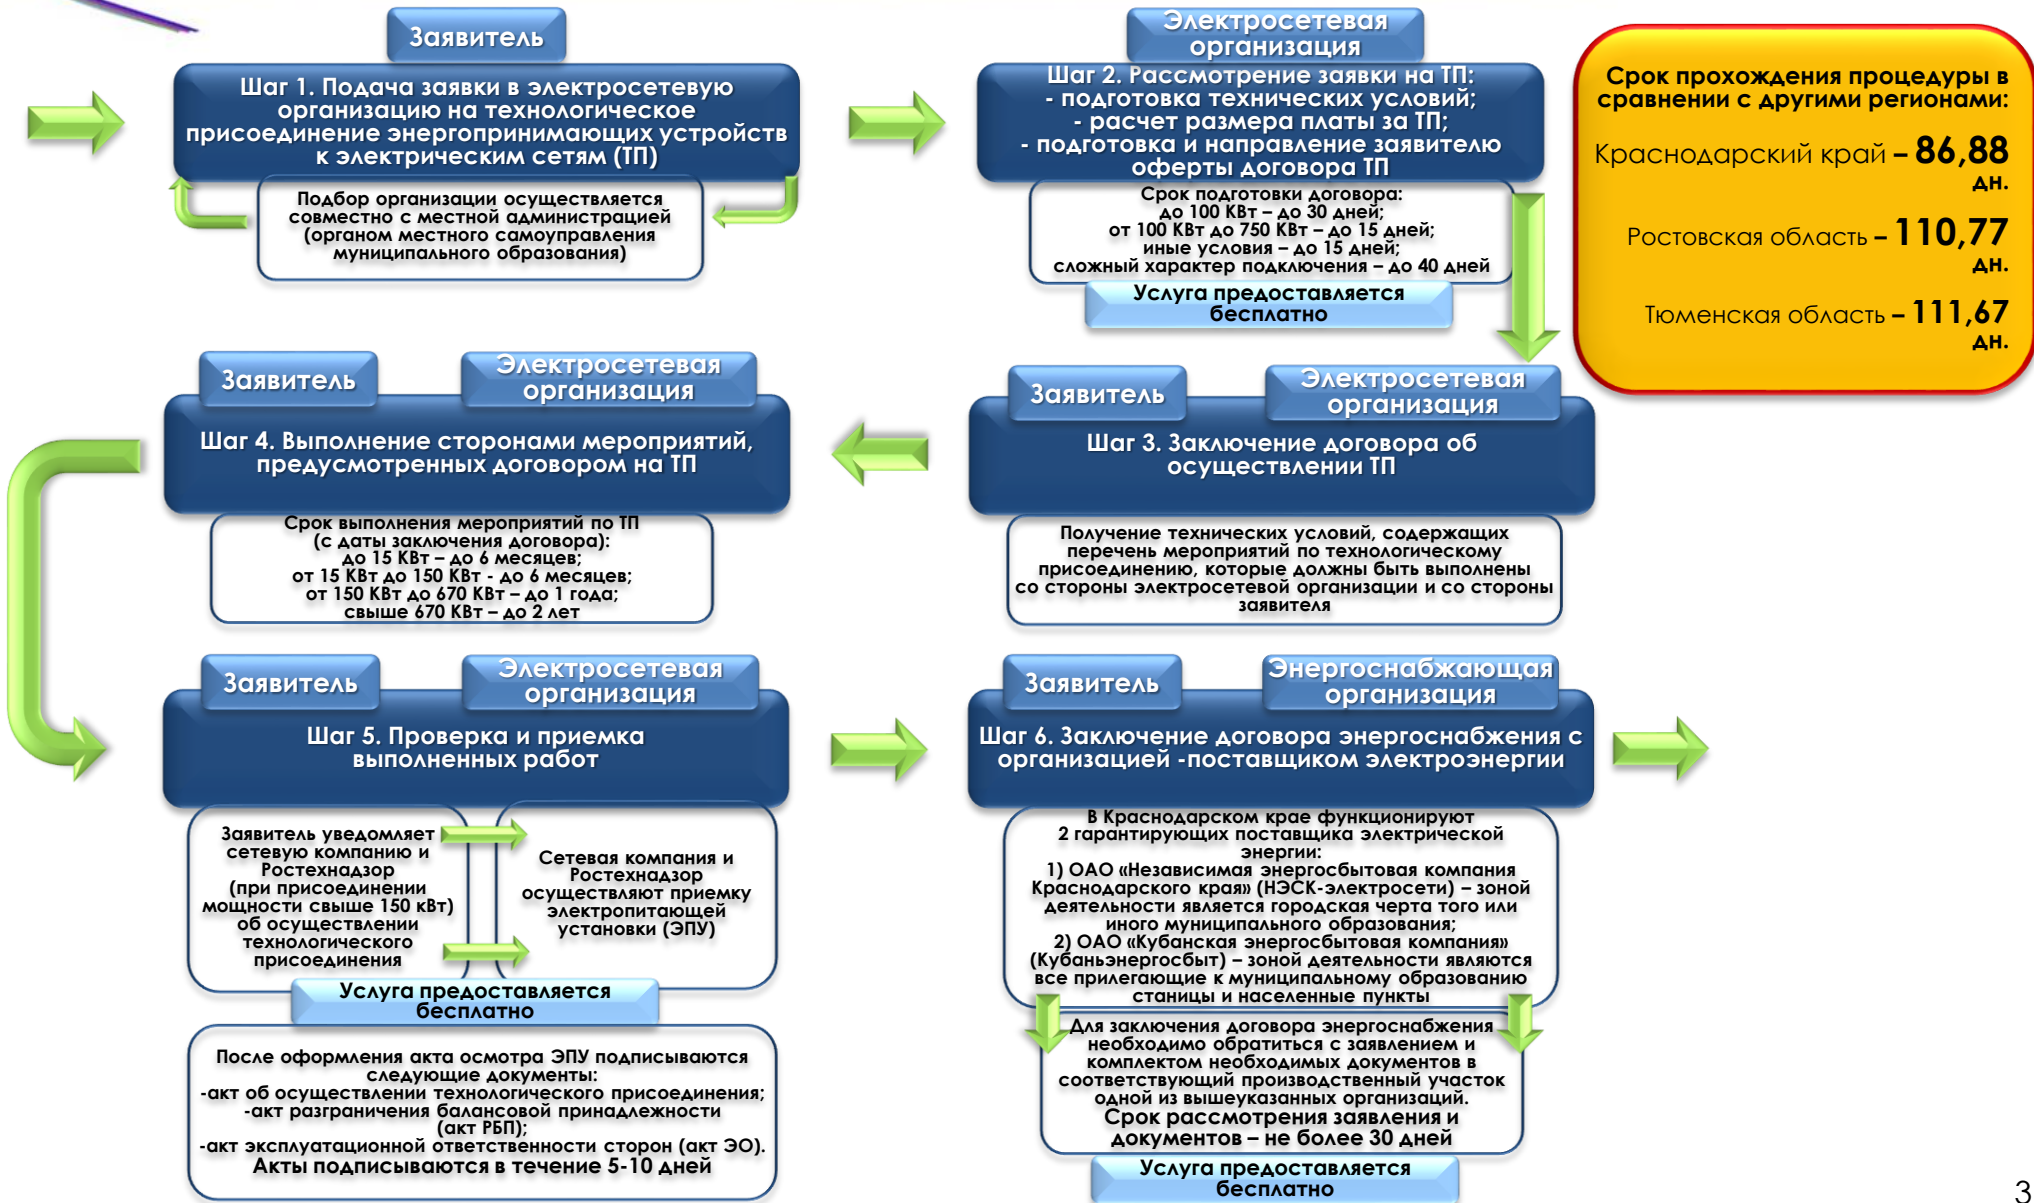 Заявитель
Шаг 1. Подача заявки в электросетевую
организацию на технологическое
присоединение энергопринимающих устройств
к электрическим сетям (ТП)
Подбор организации осуществляется
совместно с местной администрацией
(органом местного самоуправления
муниципального образования)
Электросетевая
организация
Шаг 2. Рассмотрение заявки на ТП:
- подготовка технических условий;
- расчет размера платы за ТП;
- подготовка и направление заявителю
оферты договора ТП
Срок подготовки договора:
до 100 КВт – до 30 дней;
от 100 КВт до 750 КВт – до 15 дней;
иные условия – до 15 дней;
сложный характер подключения – до 40 дней
Услуга предоставляется
бесплатно
Срок прохождения процедуры в
сравнении с другими регионами:
Краснодарский край – 86,88
дн.
Ростовская область – 110,77
дн.
Тюменская область – 111,67
дн.
Заявитель
Электросетевая
организация
Шаг 3. Заключение договора об
осуществлении ТП
Получение технических условий, содержащих
перечень мероприятий по технологическому
присоединению, которые должны быть выполнены
со стороны электросетевой организации и со стороны
заявителя
Заявитель
Электросетевая
организация
Шаг 4. Выполнение сторонами мероприятий,
предусмотренных договором на ТП
Срок выполнения мероприятий по ТП
(с даты заключения договора):
до 15 КВт – до 6 месяцев;
от 15 КВт до 150 КВт - до 6 месяцев;
от 150 КВт до 670 КВт – до 1 года;
свыше 670 КВт – до 2 лет
Заявитель
Электросетевая
организация
Шаг 5. Проверка и приемка
выполненных работ
Заявитель уведомляет
сетевую компанию и
Ростехнадзор
(при присоединении
мощности свыше 150 кВт)
об осуществлении
технологического
присоединения
Сетевая компания и
Ростехнадзор
осуществляют приемку
электропитающей
установки (ЭПУ)
Услуга предоставляется
бесплатно
После оформления акта осмотра ЭПУ подписываются
следующие документы:
-акт об осуществлении технологического присоединения;
-акт разграничения балансовой принадлежности
(акт РБП);
-акт эксплуатационной ответственности сторон (акт ЭО).
Акты подписываются в течение 5-10 дней
Заявитель
Энергоснабжающая
организация
Шаг 6. Заключение договора энергоснабжения с
организацией -поставщиком электроэнергии
В Краснодарском крае функционируют
2 гарантирующих поставщика электрической
энергии:
1) ОАО «Независимая энергосбытовая компания
Краснодарского края» (НЭСК-электросети) – зоной
деятельности является городская черта того или
иного муниципального образования;
2) ОАО «Кубанская энергосбытовая компания»
(Кубаньэнергосбыт) – зоной деятельности являются
все прилегающие к муниципальному образованию
станицы и населенные пункты
Для заключения договора энергоснабжения
необходимо обратиться с заявлением и
комплектом необходимых документов в
соответствующий производственный участок
одной из вышеуказанных организаций.
Срок рассмотрения заявления и
документов – не более 30 дней
Услуга предоставляется
бесплатно
3